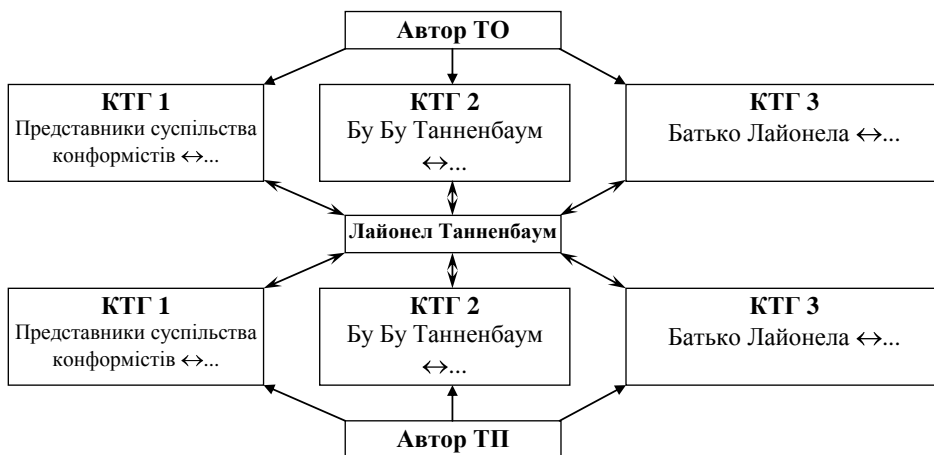 Автор ТО
КТГ 1
Представники суспільства
конформістів ↔...
КТГ 2
Бу Бу Танненбаум
↔...
КТГ 3
Батько Лайонела ↔...
Лайонел Танненбаум
КТГ 1
Представники суспільства
конформістів ↔...
КТГ 2
Бу Бу Танненбаум
↔...
КТГ 3
Батько Лайонела ↔...
Автор ТП